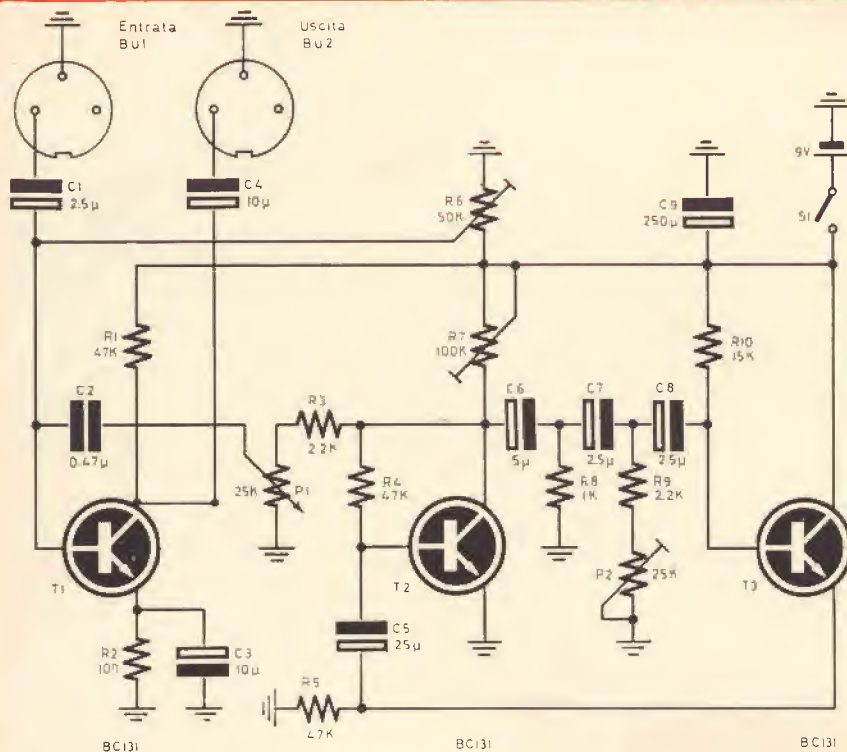 Entrata
Bu1
Uscita
Bu2
C1
2.5µ
C4
10µ
R6
50K
C9
250µ
9V
S1
R1
47K
R7
100K
R10
15K
C2
0.47µ
R3
2.2K
C6
5µ
C7
2.5µ
C8
2.5µ
25K
P1
R4
47K
R8
1K
R9
2.2K
T1
T2
P2
25K
T3
R2
C3
10µ
C5
25µ
R5
BC131
BC131
BC131